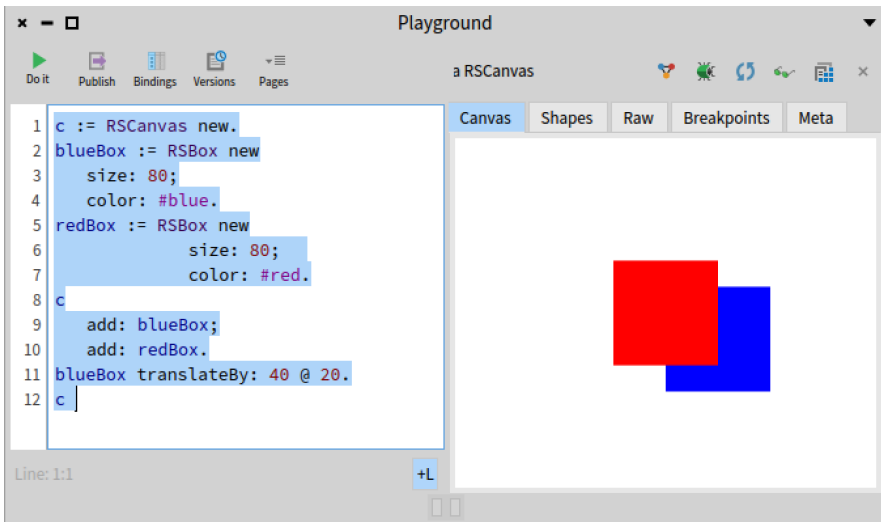 Playground
Do it Publish Bindings Versions Pages
a RSCanvas
Canvas Shapes Raw Breakpoints Meta
1 c := RSCanvas new.
2 blueBox := RSBox new
3 size: 80;
4 color: #blue.
5 redBox := RSBox new
6 size: 80;
7 color: #red.
8 c
9 add: blueBox;
10 add: redBox.
11 blueBox translateBy: 40 @ 20.
12 c
Line: 1:1
+L